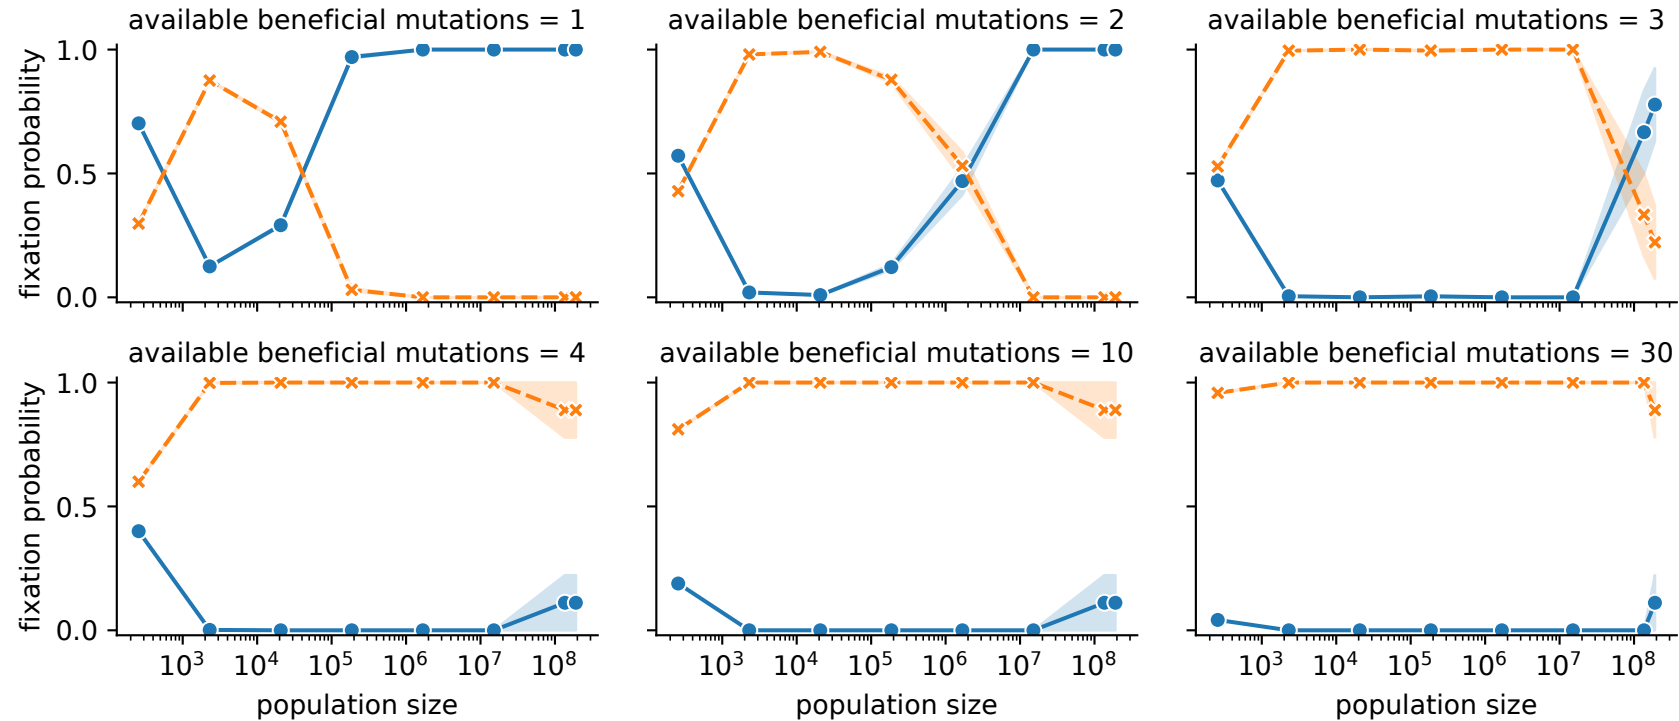 available beneficial mutations = 1
available beneficial mutations = 2
available beneficial mutations = 3
fixation probability
1.0
0.5
0.0
available beneficial mutations = 4
available beneficial mutations = 10
available beneficial mutations = 30
fixation probability
1.0
0.5
0.0
10³ 10⁴ 10⁵ 10⁶ 10⁷ 10⁸
10³ 10⁴ 10⁵ 10⁶ 10⁷ 10⁸
10³ 10⁴ 10⁵ 10⁶ 10⁷ 10⁸
population size
population size
population size